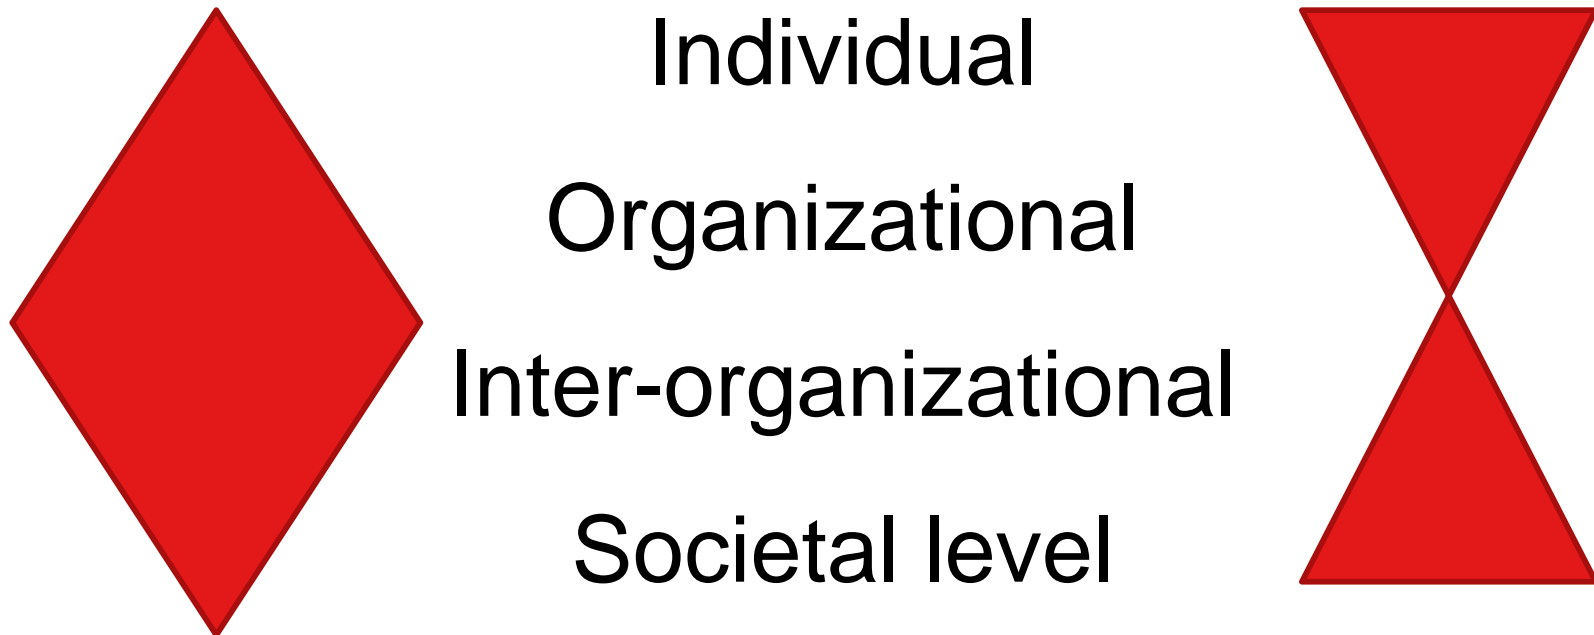 Individual
Organizational
Inter-organizational
Societal level